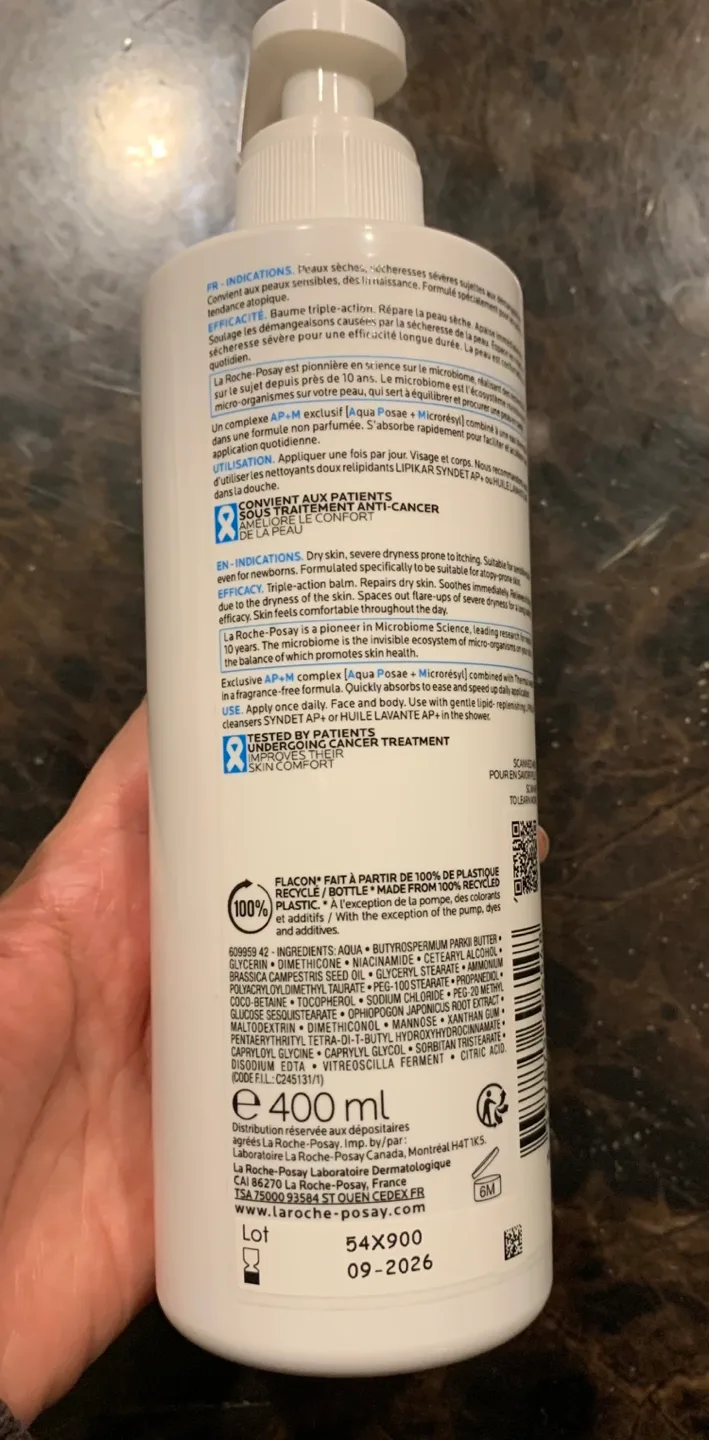 FR - INDICATIONS. Peaux sèches, sécheresses sévères sujettes aux
Convient aux peaux sensibles, dès la naissance. Formulé spécialement pour
tendance atopique.
EFFICACITÉ. Baume triple-action. Répare la peau sèche. Apaise
Soulage les démangeaisons causées par la sécheresse de la peau.
sécheresse sévère pour une efficacité longue durée. La peau est
quotidien.
La Roche-Posay est pionnière en science sur le microbiome, réalisant des
sur le sujet depuis près de 10 ans. Le microbiome est l'écosystème
micro-organismes sur votre peau, qui sert à équilibrer et procurer une
Un complexe AP+M exclusif [Aqua Posae + Microrésyl] combiné à une eau
dans une formule non parfumée. S'absorbe rapidement pour faciliter et
application quotidienne.
UTILISATION. Appliquer une fois par jour. Visage et corps. Nous recommandons
d'utiliser les nettoyants doux relipidants LIPIKAR SYNDET AP+ ou HUILE LAVANTE
dans la douche.
CONVIENT AUX PATIENTS
SOUS TRAITEMENT ANTI-CANCER
AMÉLIORE LE CONFORT
DE LA PEAU
EN - INDICATIONS. Dry skin, severe dryness prone to itching. Suitable for
even for newborns. Formulated specifically to be suitable for atopy-prone skin.
EFFICACY. Triple-action balm. Repairs dry skin. Soothes immediately.
due to the dryness of the skin. Spaces out flare-ups of severe dryness for a
efficacy. Skin feels comfortable throughout the day.
La Roche-Posay is a pioneer in Microbiome Science, leading research for
10 years. The microbiome is the invisible ecosystem of micro-organisms on your
the balance of which promotes skin health.
Exclusive AP+M complex [Aqua Posae + Microrésyl] combined with
in a fragrance-free formula. Quickly absorbs to ease and speed up daily application.
USE. Apply once daily. Face and body. Use with gentle lipid-replenishing
cleansers SYNDET AP+ or HUILE LAVANTE AP+ in the shower.
TESTED BY PATIENTS
UNDERGOING CANCER TREATMENT
IMPROVES THEIR
SKIN COMFORT
POUR EN SAVOIR
TO LEARN
100%
FLACON* FAIT À PARTIR DE 100% DE PLASTIQUE
RECYCLÉ / BOTTLE * MADE FROM 100% RECYCLED
PLASTIC. * À l'exception de la pompe, des colorants
et additifs / With the exception of the pump, dyes
and additives.
609959 42 - INGREDIENTS: AQUA • BUTYROSPERMUM PARKII BUTTER •
GLYCERIN • DIMETHICONE • NIACINAMIDE • CETEARYL ALCOHOL •
BRASSICA CAMPESTRIS SEED OIL • GLYCERYL STEARATE • AMMONIUM
POLYACRYLOYLDIMETHYL TAURATE • PEG-100 STEARATE • PROPANEDIOL •
COCO-BETAINE • TOCOPHEROL • SODIUM CHLORIDE • PEG-20 METHYL
GLUCOSE SESQUISTEARATE • OPHIOPOGON JAPONICUS ROOT EXTRACT •
MALTODEXTRIN • DIMETHICONOL • MANNOSE • XANTHAN GUM •
PENTAERYTHRITYL TETRA-DI-T-BUTYL HYDROXYHYDROCINNAMATE •
CAPRYLOYL GLYCINE • CAPRYLYL GLYCOL • SORBITAN TRISTEARATE •
DISODIUM EDTA • VITREOSCILLA FERMENT • CITRIC ACID.
(CODE F.I.L.: C245131/1)
e 400 ml
Distribution réservée aux dépositaires
agréés La Roche-Posay. Imp. by/par:
Laboratoire La Roche-Posay Canada, Montréal H4T 1K5.
La Roche-Posay Laboratoire Dermatologique
CAI 86270 La Roche-Posay, France
TSA 75000 93584 ST OUEN CEDEX FR
www.laroche-posay.com
6M
Lot
54X900
09-2026